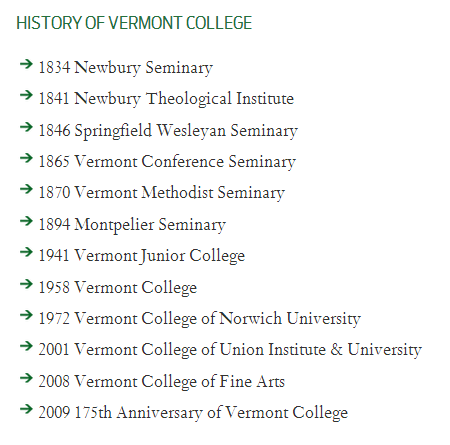 HISTORY OF VERMONT COLLEGE
1834 Newbury Seminary
1841 Newbury Theological Institute
1846 Springfield Wesleyan Seminary
1865 Vermont Conference Seminary
1870 Vermont Methodist Seminary
1894 Montpelier Seminary
1941 Vermont Junior College
1958 Vermont College
1972 Vermont College of Norwich University
2001 Vermont College of Union Institute & University
2008 Vermont College of Fine Arts
2009 175th Anniversary of Vermont College